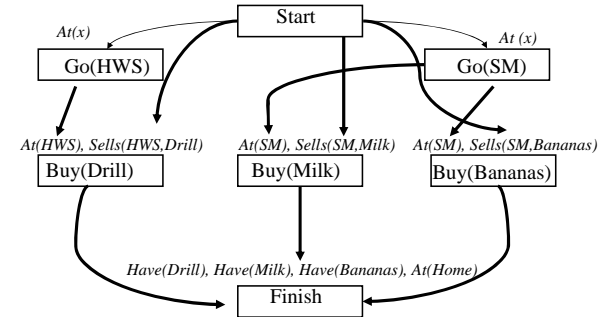 Start
At(x)
At (x)
Go(HWS)
Go(SM)
At(HWS), Sells(HWS,Drill)
At(SM), Sells(SM,Milk)
At(SM), Sells(SM,Bananas)
Buy(Drill)
Buy(Milk)
Buy(Bananas)
Have(Drill), Have(Milk), Have(Bananas), At(Home)
Finish